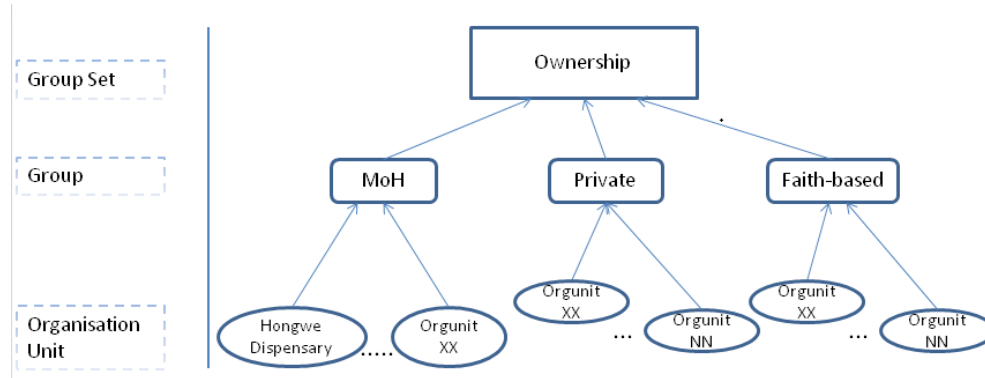 Group Set
Ownership
Group
MoH
Private
Faith-based
Organisation
Unit
Hongwe
Dispensary
.....
Orgunit
XX
Orgunit
XX
...
Orgunit
NN
Orgunit
XX
...
Orgunit
NN